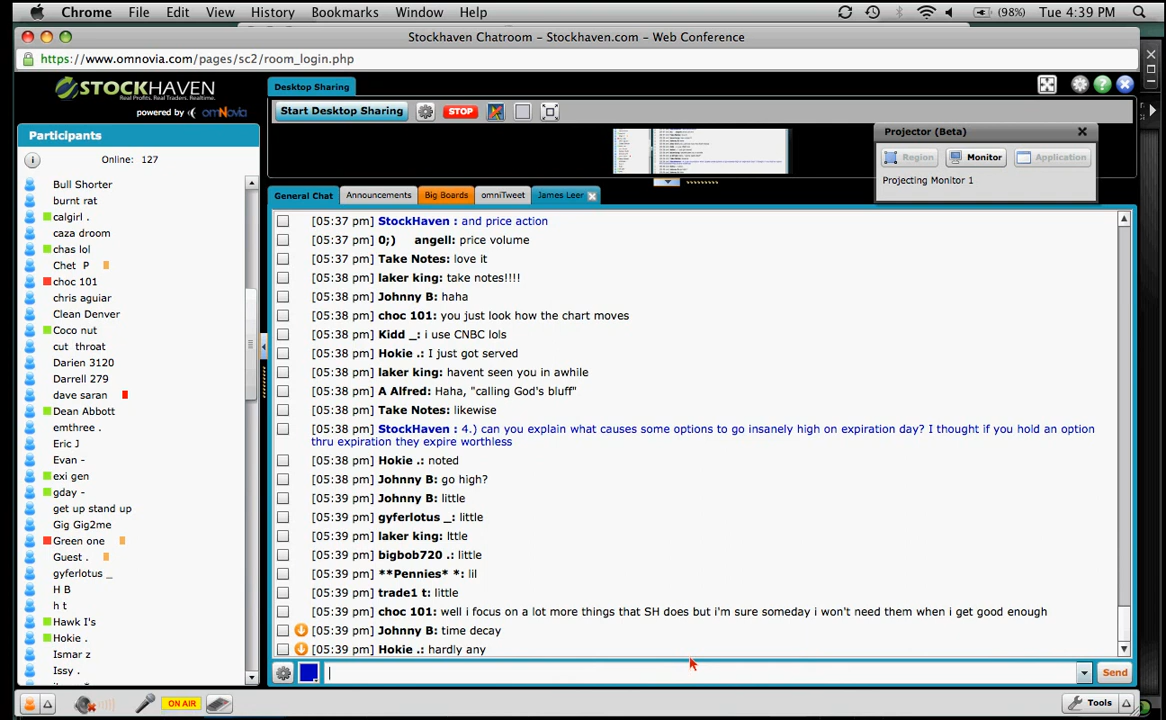 Chrome File Edit View History Bookmarks Window Help (98%) Tue 4:39 PM
Stockhaven Chatroom - Stockhaven.com - Web Conference
https://www.omnovia.com/pages/sc2/room_login.php
STOCKHAVEN
Real Profits. Real Traders. Realtime.
powered by omNovia
Participants
Online: 127
Bull Shorter
burnt rat
calgirl .
caza droom
chas lol
Chet P
choc 101
chris aguiar
Clean Denver
Coco nut
cut throat
Darien 3120
Darrell 279
dave saran
Dean Abbott
emthree .
Eric J
Evan -
exi gen
gday -
get up stand up
Gig Gig2me
Green one
Guest .
gyferlotus _
H B
h t
Hawk I's
Hokie .
Ismar z
Issy .
ON AIR
Desktop Sharing
Start Desktop Sharing STOP
Projector (Beta)
Region Monitor Application
Projecting Monitor 1
General Chat Announcements Big Boards omniTweet James Leer
[05:37 pm] StockHaven : and price action
[05:37 pm] 0;) angell: price volume
[05:37 pm] Take Notes: love it
[05:38 pm] laker king: take notes!!!!
[05:38 pm] Johnny B: haha
[05:38 pm] choc 101: you just look how the chart moves
[05:38 pm] Kidd _: i use CNBC lols
[05:38 pm] Hokie .: I just got served
[05:38 pm] laker king: havent seen you in awhile
[05:38 pm] A Alfred: Haha, "calling God's bluff"
[05:38 pm] Take Notes: likewise
[05:38 pm] StockHaven : 4.) can you explain what causes some options to go insanely high on expiration day? I thought if you hold an option
thru expiration they expire worthless
[05:38 pm] Hokie .: noted
[05:38 pm] Johnny B: go high?
[05:39 pm] Johnny B: little
[05:39 pm] gyferlotus _: little
[05:39 pm] laker king: lttle
[05:39 pm] bigbob720 .: little
[05:39 pm] **Pennies* *: lil
[05:39 pm] trade1 t: little
[05:39 pm] choc 101: well i focus on a lot more things that SH does but i'm sure someday i won't need them when i get good enough
[05:39 pm] Johnny B: time decay
[05:39 pm] Hokie .: hardly any
Send
Tools